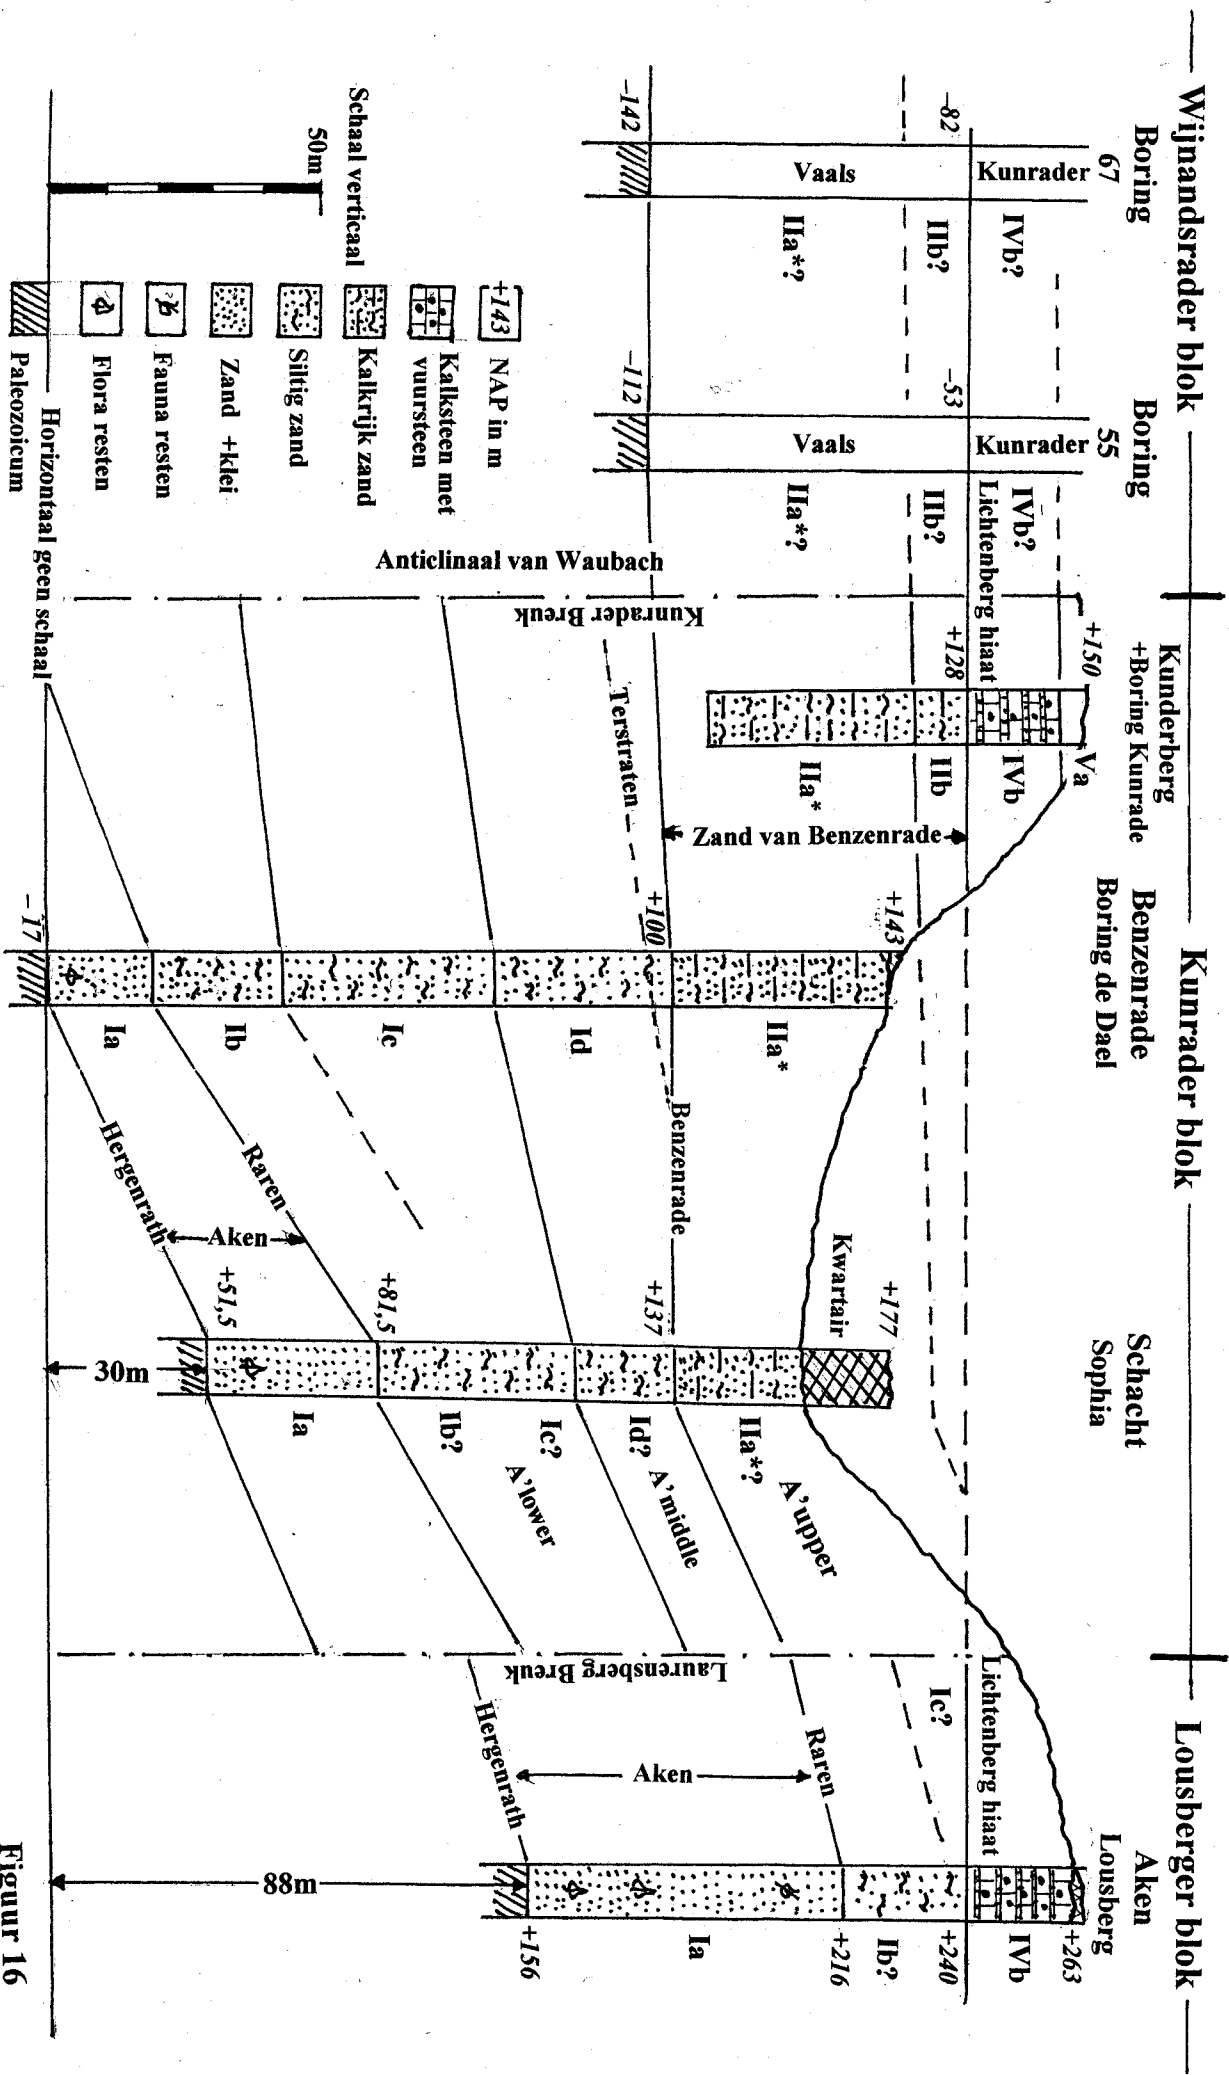 Wijnandsrader blok
Kunrader blok
Lousberger blok
Boring
67
Boring
55
Kunderberg
+Boring Kunrade
Benzenrade
Boring de Dael
Schacht
Sophia
Aken
Lousberg
Kunrader
Vaals
–82
–142
IVb?
IIb?
IIa*?
Kunrader
Vaals
–53
–112
IVb?
Lichtenberg hiaat
IIb?
IIa*?
Anticlinaal van Waubach
Kunrader Breuk
+150
Va
+128
IVb
IIb
IIa*
Zand van Benzenrade
Terstraten
+143
+100
–17
IIa*
Id
Ic
Ib
Ia
Benzenrade
Raren
Aken
Hergenrath
Kwartair
+177
+137
+81,5
+51,5
30m
IIa*?
A'upper
Id?
A'middle
Ic?
A'lower
Ib?
Ia
Laurensberg Breuk
Lichtenberg hiaat
Ic?
Raren
Aken
Hergenrath
+263
IVb
+240
Ib?
+216
Ia
+156
88m
50m
Schaal verticaal
+143 NAP in m
Kalksteen met
vuursteen
Kalkrijk zand
Siltig zand
Zand +klei
Fauna resten
Flora resten
Paleozoicum
Horizontaal geen schaal
Figuur 16